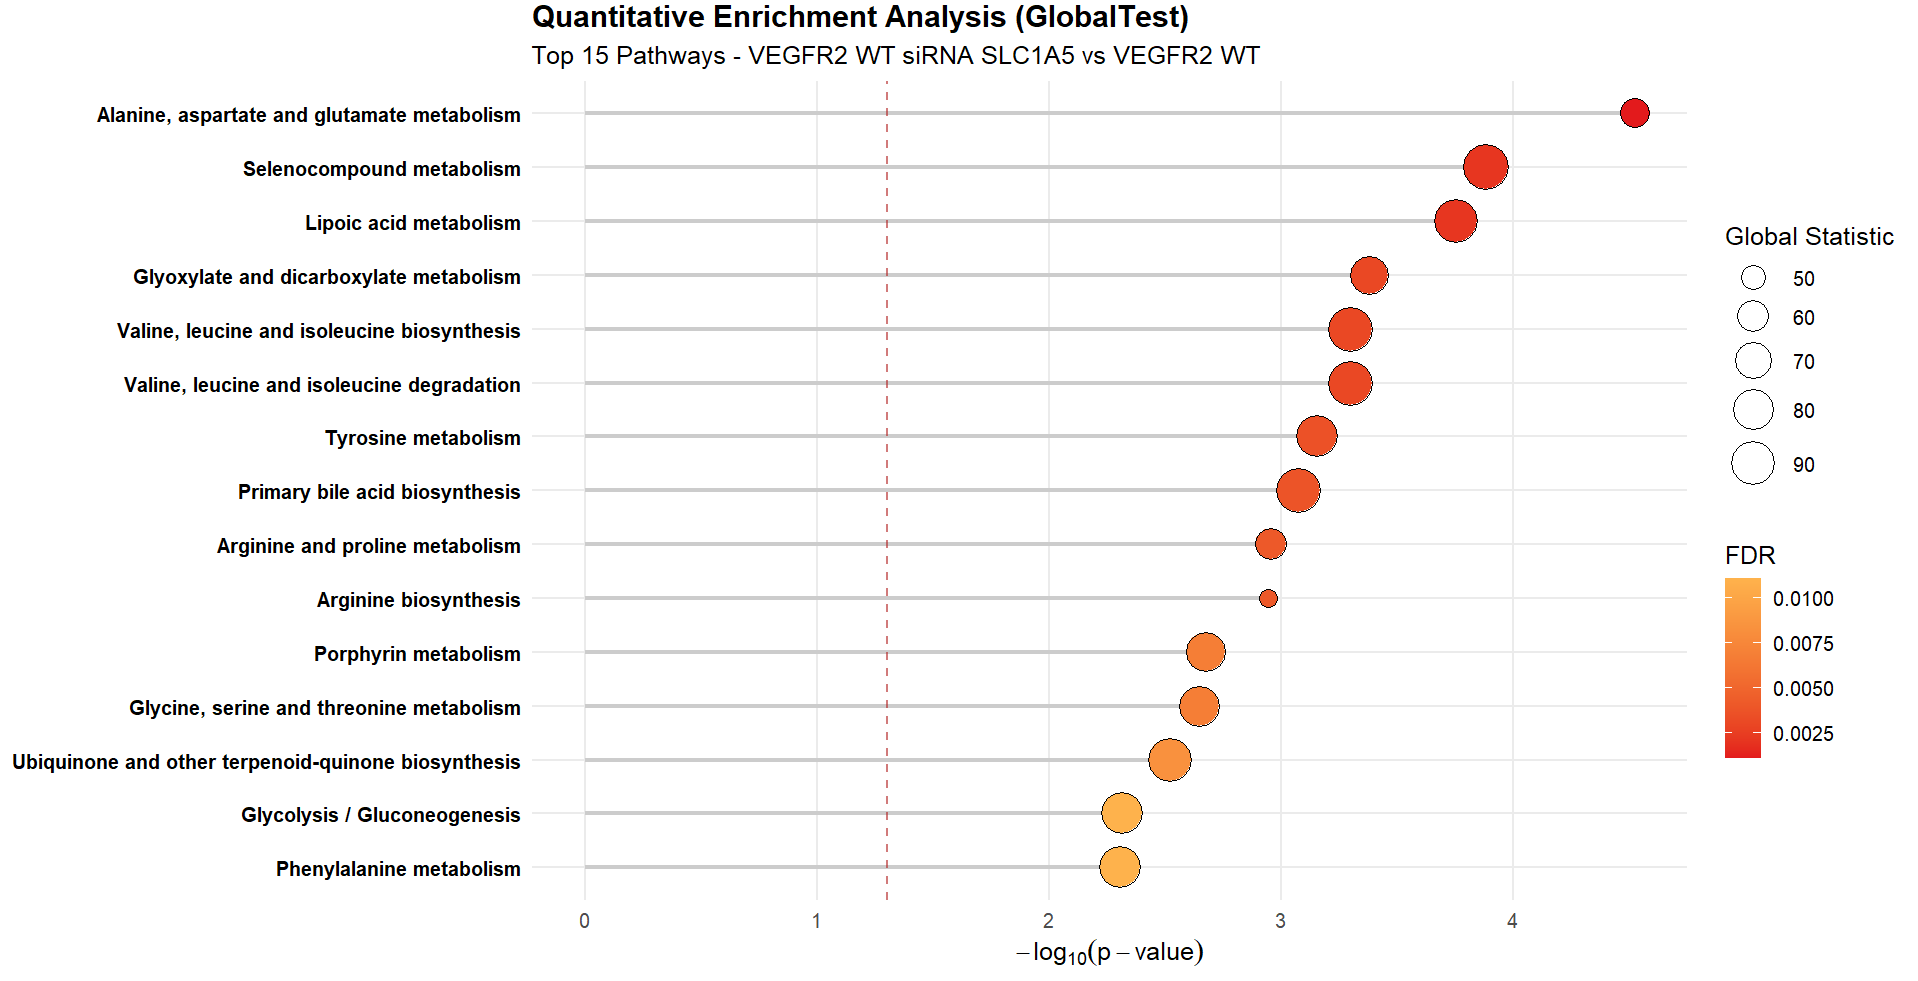 Quantitative Enrichment Analysis (GlobalTest)
Top 15 Pathways - VEGFR2 WT siRNA SLC1A5 vs VEGFR2 WT
Alanine, aspartate and glutamate metabolism
Selenocompound metabolism
Lipoic acid metabolism
Glyoxylate and dicarboxylate metabolism
Valine, leucine and isoleucine biosynthesis
Valine, leucine and isoleucine degradation
Tyrosine metabolism
Primary bile acid biosynthesis
Arginine and proline metabolism
Arginine biosynthesis
Porphyrin metabolism
Glycine, serine and threonine metabolism
Ubiquinone and other terpenoid-quinone biosynthesis
Glycolysis / Gluconeogenesis
Phenylalanine metabolism
0 1 2 3 4
−log₁₀(p−value)
Global Statistic
50
60
70
80
90
FDR
0.0100
0.0075
0.0050
0.0025